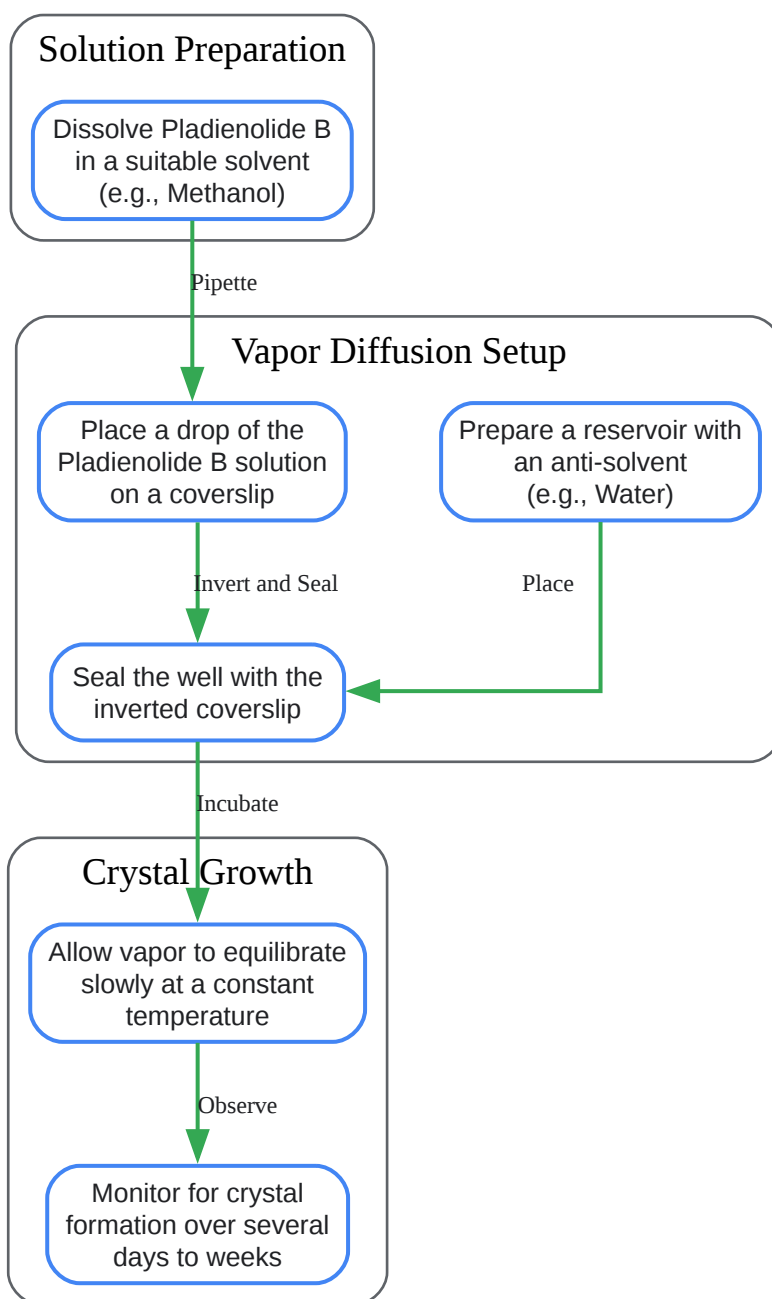 Solution Preparation
Dissolve Pladienolide B
in a suitable solvent
(e.g., Methanol)
Pipette
Vapor Diffusion Setup
Place a drop of the
Pladienolide B solution
on a coverslip
Prepare a reservoir with
an anti-solvent
(e.g., Water)
Invert and Seal
Place
Seal the well with the
inverted coverslip
Incubate
Crystal Growth
Allow vapor to equilibrate
slowly at a constant
temperature
Observe
Monitor for crystal
formation over several
days to weeks